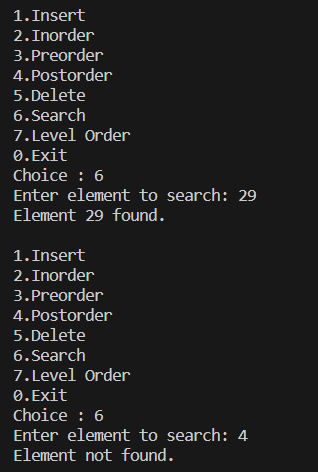 1.Insert
2.Inorder
3.Preorder
4.Postorder
5.Delete
6.Search
7.Level Order
0.Exit
Choice : 6
Enter element to search: 29
Element 29 found.

1.Insert
2.Inorder
3.Preorder
4.Postorder
5.Delete
6.Search
7.Level Order
0.Exit
Choice : 6
Enter element to search: 4
Element not found.